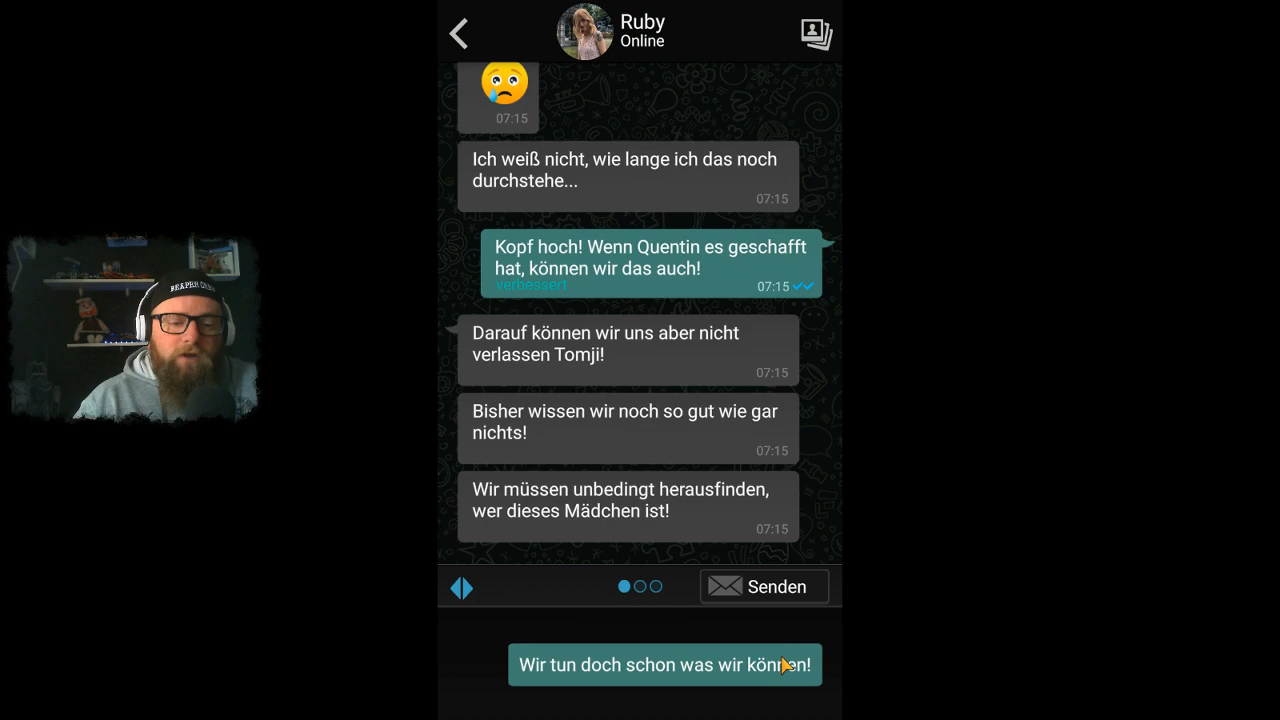 Ruby
Online
07:15
Ich weiß nicht, wie lange ich das noch
durchstehe...
07:15
Kopf hoch! Wenn Quentin es geschafft
hat, können wir das auch!
verbessert
07:15
Darauf können wir uns aber nicht
verlassen Tomji!
07:15
Bisher wissen wir noch so gut wie gar
nichts!
07:15
Wir müssen unbedingt herausfinden,
wer dieses Mädchen ist!
07:15
Senden
Wir tun doch schon was wir können!
REAPER CREW